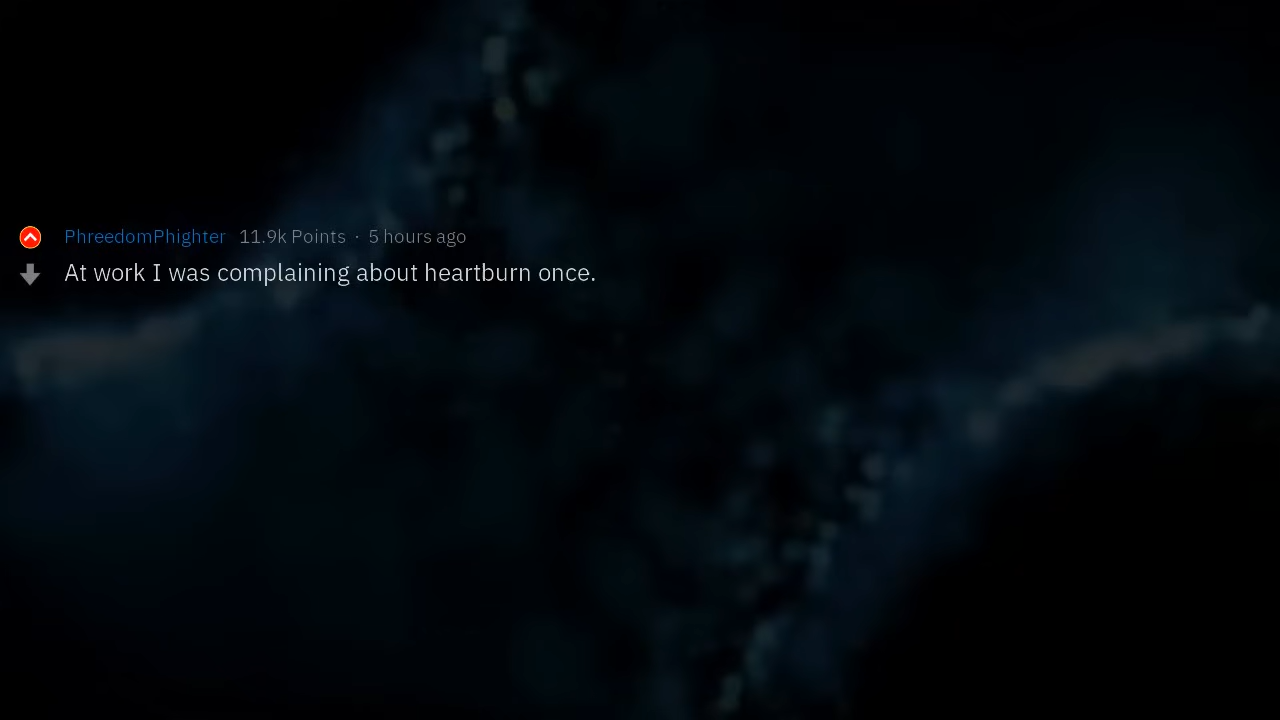 PhreedomPhighter 11.9k Points · 5 hours ago
At work I was complaining about heartburn once.